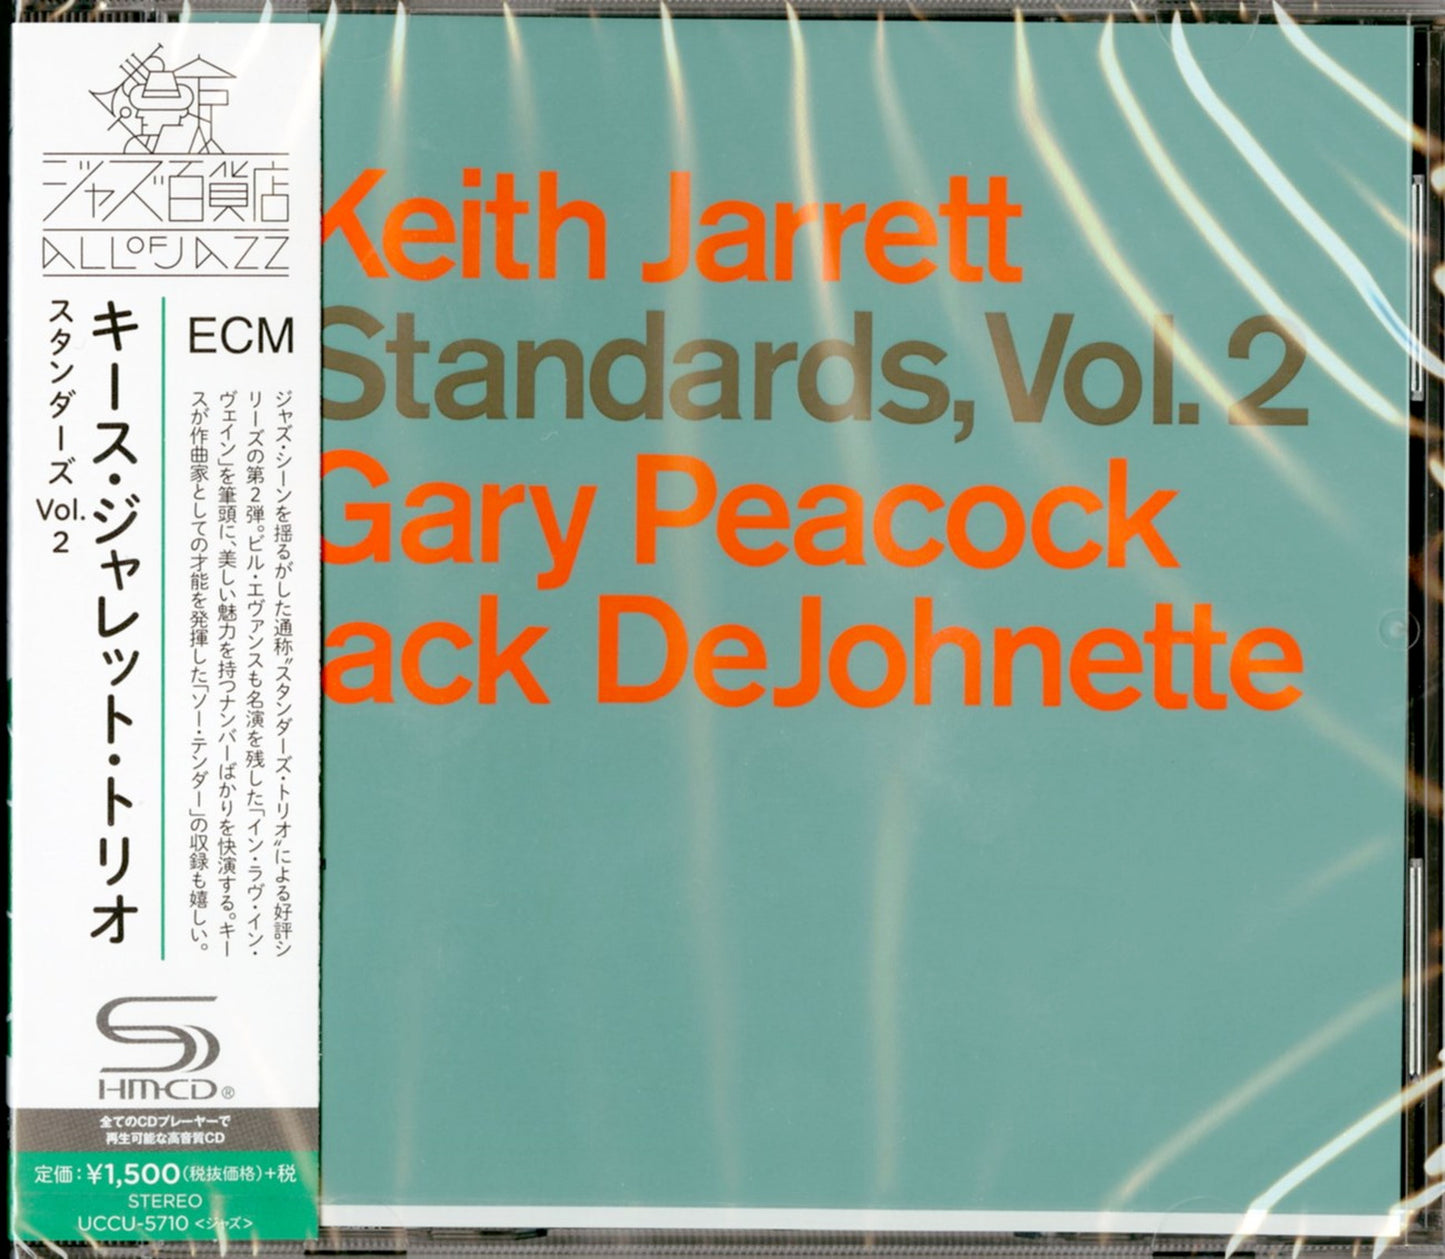 ジャズ百貨店
ALL OF JAZZ
キース・ジャレット・トリオ
スタンダーズ Vol. 2
ECM
ジャズ・シーンを揺るがした通称“スタンダーズ・トリオ”による好評シ
リーズの第2弾。ビル・エヴァンスも名演を残した「イン・ラヴ・イン・
ヴェイン」を筆頭に、美しい魅力を持つナンバーばかりを快演する。キー
スが作曲家としての才能を発揮した「ソー・テンダー」の収録も嬉しい。
SHM-CD®
全てのCDプレーヤーで
再生可能な高音質CD
定価：¥1,500（税抜価格）+税
STEREO
UCCU-5710 <ジャズ>
Keith Jarrett
Standards, Vol. 2
Gary Peacock
ack DeJohnette